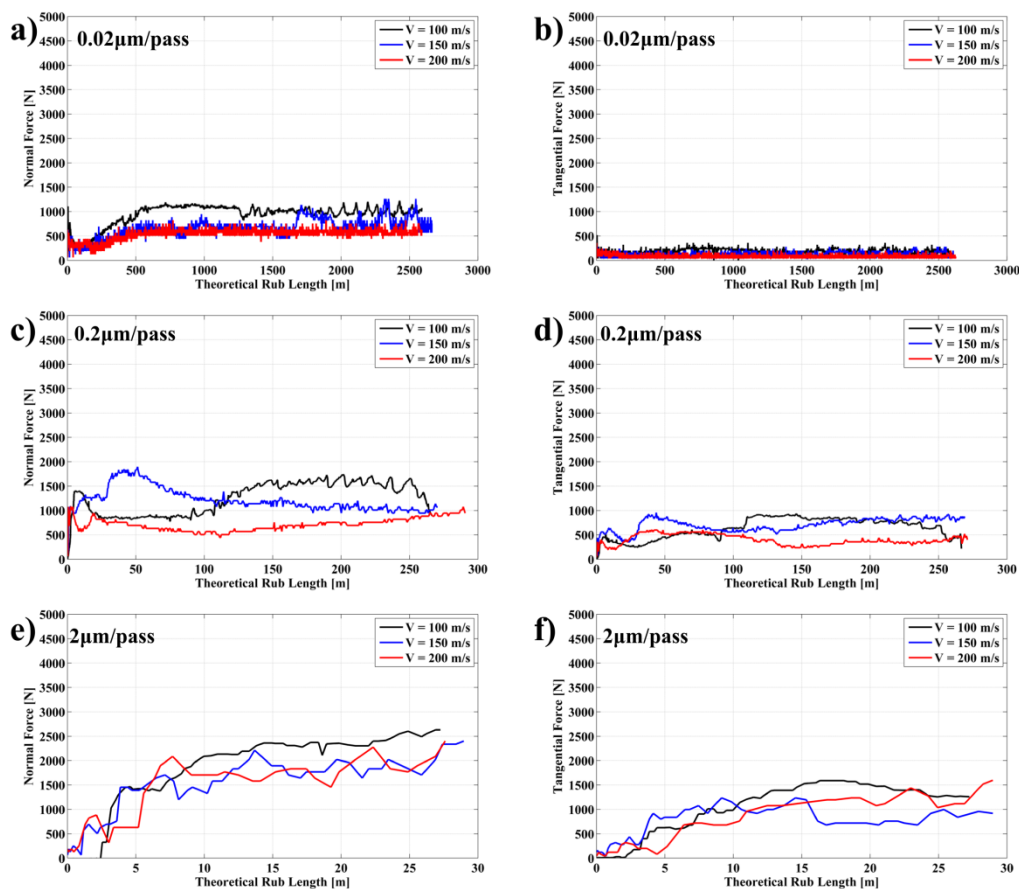 a) 0.02µm/pass
V = 100 m/s
V = 150 m/s
V = 200 m/s
Normal Force [N]
5000
4500
4000
3500
3000
2500
2000
1500
1000
500
0
0 500 1000 1500 2000 2500 3000
Theoretical Rub Length [m]
b) 0.02µm/pass
V = 100 m/s
V = 150 m/s
V = 200 m/s
Tangential Force [N]
5000
4500
4000
3500
3000
2500
2000
1500
1000
500
0
0 500 1000 1500 2000 2500 3000
Theoretical Rub Length [m]
c) 0.2µm/pass
V = 100 m/s
V = 150 m/s
V = 200 m/s
Normal Force [N]
5000
4500
4000
3500
3000
2500
2000
1500
1000
500
0
0 50 100 150 200 250 300
Theoretical Rub Length [m]
d) 0.2µm/pass
V = 100 m/s
V = 150 m/s
V = 200 m/s
Tangential Force [N]
5000
4500
4000
3500
3000
2500
2000
1500
1000
500
0
0 50 100 150 200 250 300
Theoretical Rub Length [m]
e) 2µm/pass
V = 100 m/s
V = 150 m/s
V = 200 m/s
Normal Force [N]
5000
4500
4000
3500
3000
2500
2000
1500
1000
500
0
0 5 10 15 20 25 30
Theoretical Rub Length [m]
f) 2µm/pass
V = 100 m/s
V = 150 m/s
V = 200 m/s
Tangential Force [N]
5000
4500
4000
3500
3000
2500
2000
1500
1000
500
0
0 5 10 15 20 25 30
Theoretical Rub Length [m]